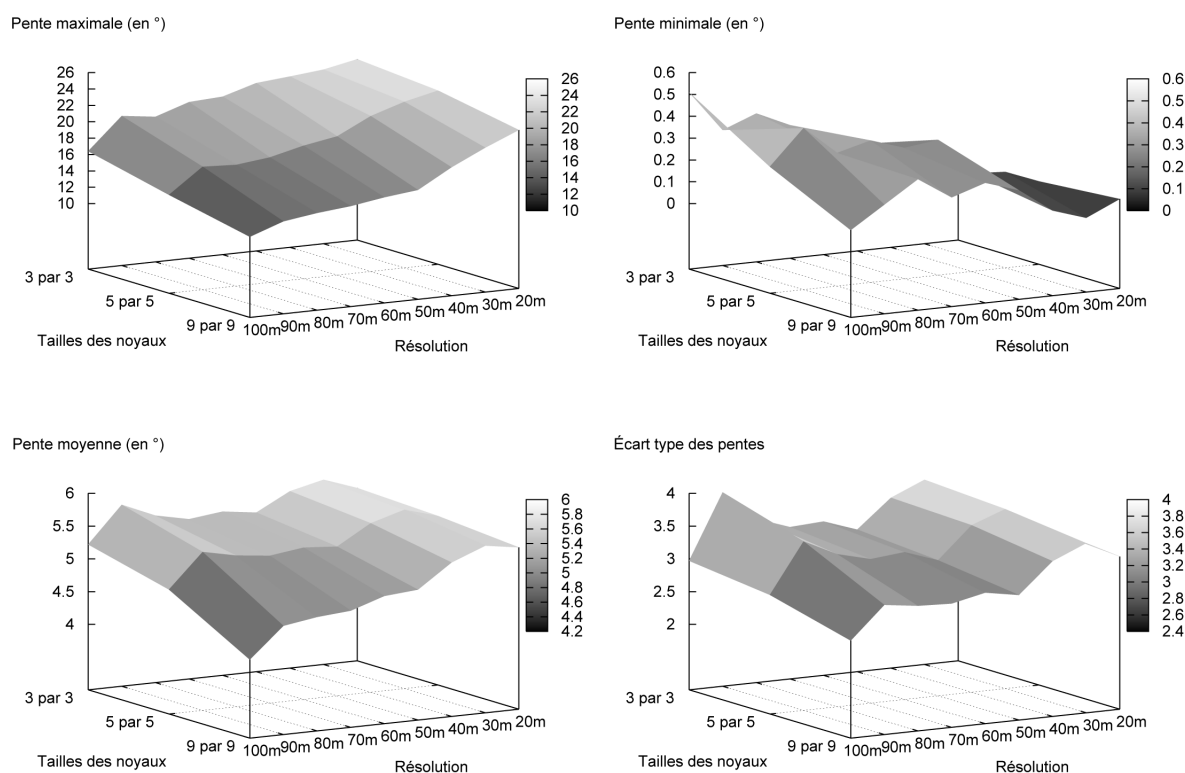 Pente maximale (en °)
26
24
22
20
18
16
14
12
10
26
24
22
20
18
16
14
12
10
3 par 3
5 par 5
9 par 9
100m
90m
80m
70m
60m
50m
40m
30m
20m
Tailles des noyaux
Résolution
Pente minimale (en °)
0.6
0.5
0.4
0.3
0.2
0.1
0
0.6
0.5
0.4
0.3
0.2
0.1
0
3 par 3
5 par 5
9 par 9
100m
90m
80m
70m
60m
50m
40m
30m
20m
Tailles des noyaux
Résolution
Pente moyenne (en °)
6
5.5
5
4.5
4
6
5.8
5.6
5.4
5.2
5
4.8
4.6
4.4
4.2
3 par 3
5 par 5
9 par 9
100m
90m
80m
70m
60m
50m
40m
30m
20m
Tailles des noyaux
Résolution
Écart type des pentes
4
3.5
3
2.5
2
4
3.8
3.6
3.4
3.2
3
2.8
2.6
2.4
3 par 3
5 par 5
9 par 9
100m
90m
80m
70m
60m
50m
40m
30m
20m
Tailles des noyaux
Résolution